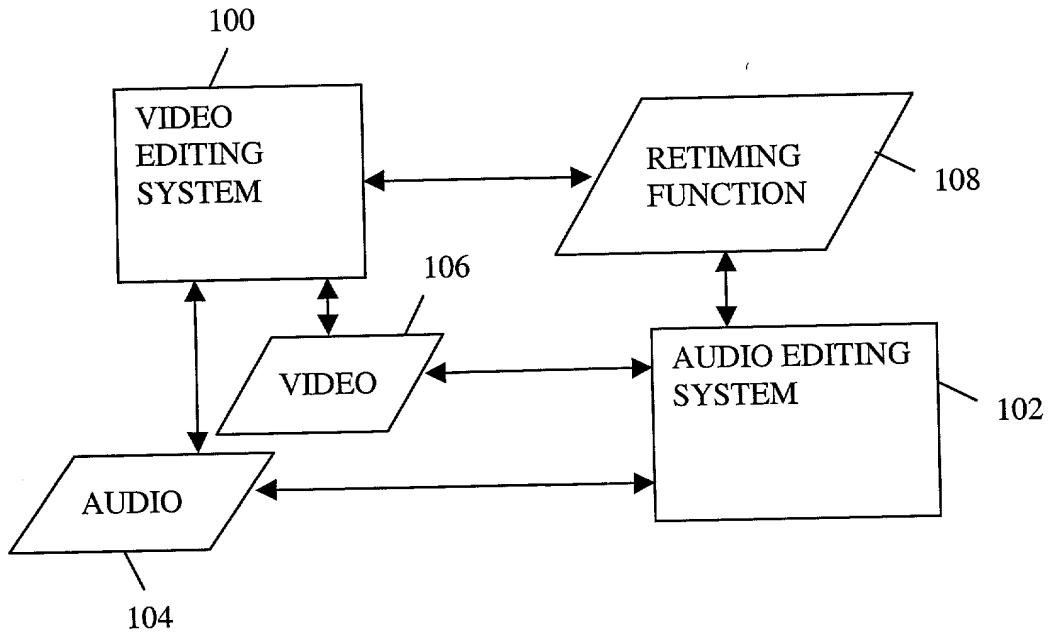 100
VIDEO
EDITING
SYSTEM
RETIMING
FUNCTION
108
106
VIDEO
AUDIO EDITING
SYSTEM
102
AUDIO
104